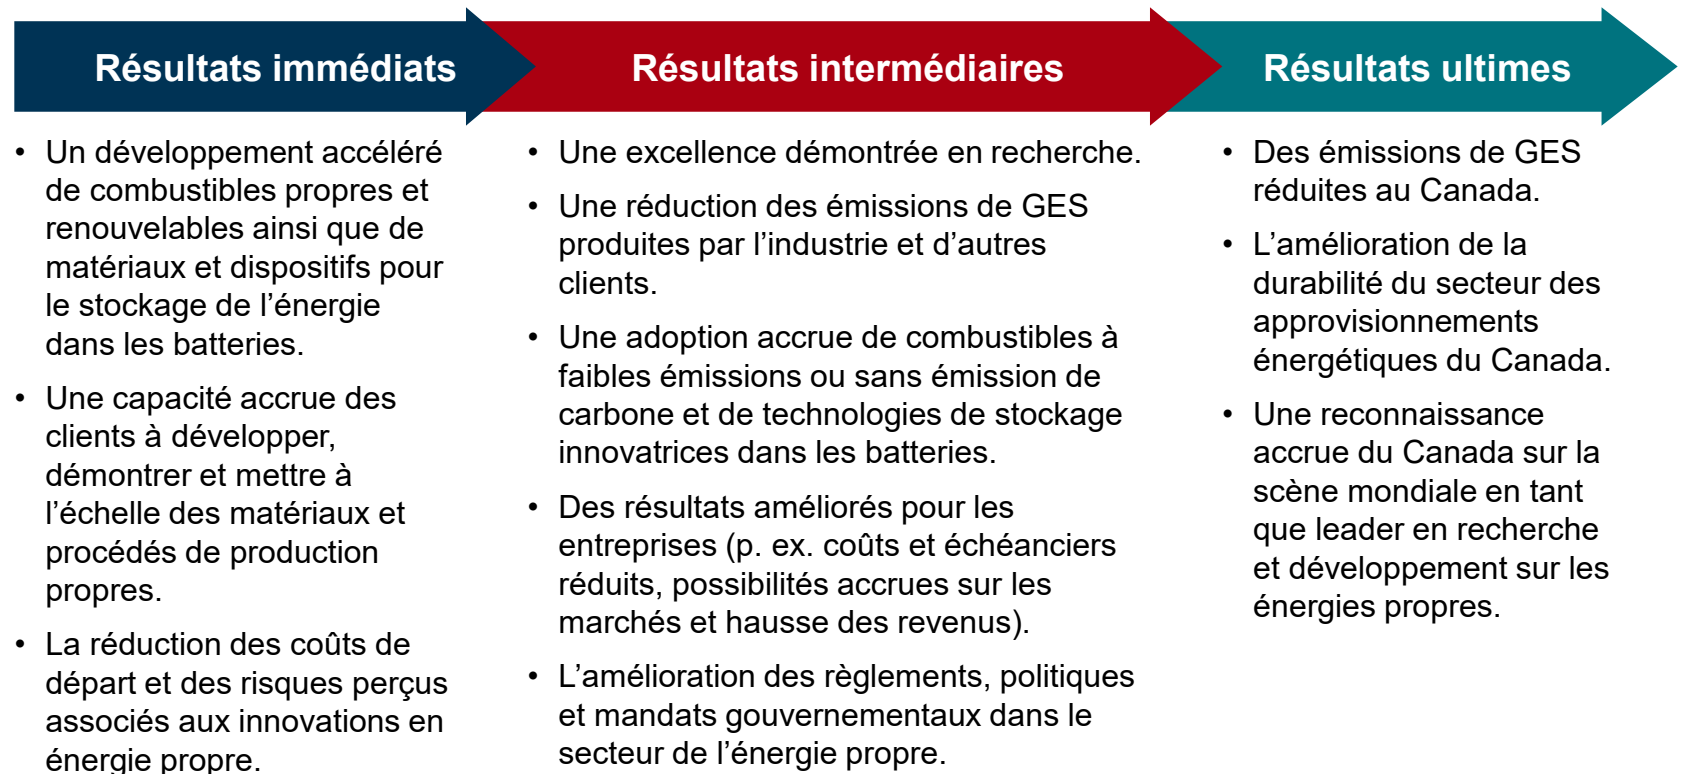 Résultats immédiats
Résultats intermédiaires
Résultats ultimes
• Un développement accéléré
de combustibles propres et
renouvelables ainsi que de
matériaux et dispositifs pour
le stockage de l’énergie
dans les batteries.
• Une capacité accrue des
clients à développer,
démontrer et mettre à
l’échelle des matériaux et
procédés de production
propres.
• La réduction des coûts de
départ et des risques perçus
associés aux innovations en
énergie propre.
• Une excellence démontrée en recherche.
• Une réduction des émissions de GES
produites par l’industrie et d’autres
clients.
• Une adoption accrue de combustibles à
faibles émissions ou sans émission de
carbone et de technologies de stockage
innovatrices dans les batteries.
• Des résultats améliorés pour les
entreprises (p. ex. coûts et échéanciers
réduits, possibilités accrues sur les
marchés et hausse des revenus).
• L’amélioration des règlements, politiques
et mandats gouvernementaux dans le
secteur de l’énergie propre.
• Des émissions de GES
réduites au Canada.
• L’amélioration de la
durabilité du secteur des
approvisionnements
énergétiques du Canada.
• Une reconnaissance
accrue du Canada sur la
scène mondiale en tant
que leader en recherche
et développement sur les
énergies propres.